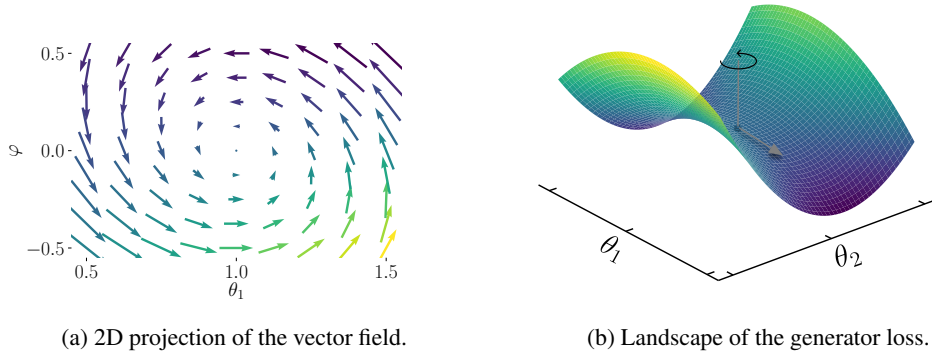 0.5
φ
0.0
−0.5
0.5
1.0
1.5
θ₁
θ₁
θ₂
(a) 2D projection of the vector field.
(b) Landscape of the generator loss.